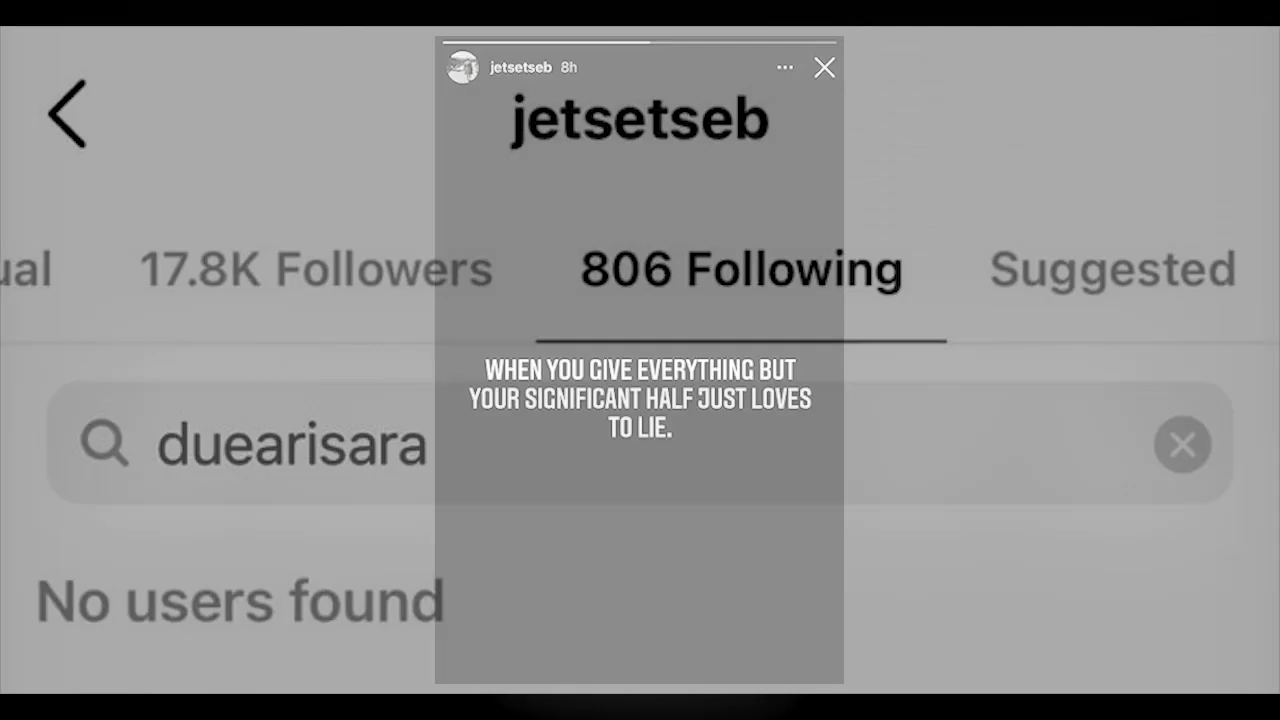 jetsetseb 8h
jetsetseb
ual 17.8K Followers 806 Following Suggested
WHEN YOU GIVE EVERYTHING BUT
YOUR SIGNIFICANT HALF JUST LOVES
TO LIE.
duearisara
No users found